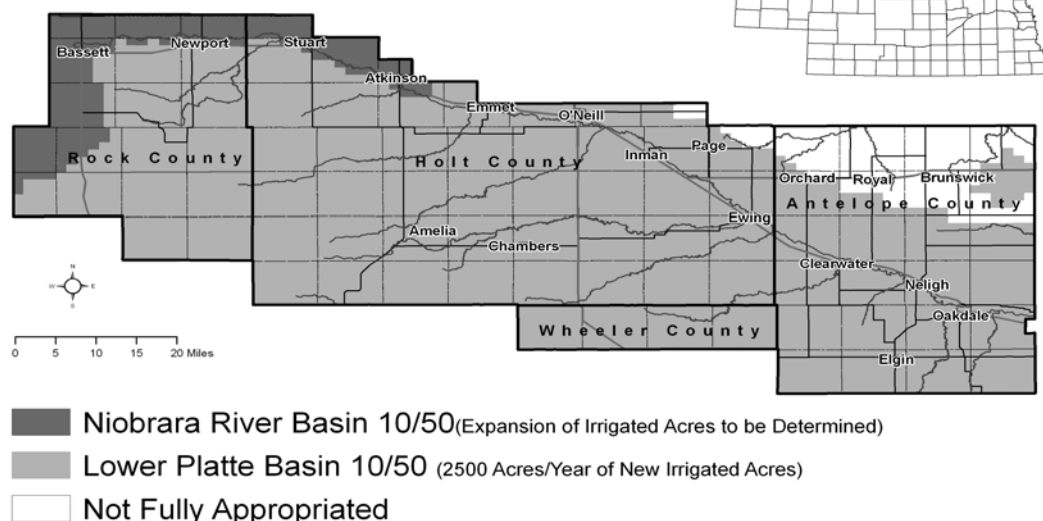 Bassett
Newport
Stuart
Atkinson
Emmet
O'Neill
Page
Inman
Rock County
Holt County
Orchard
Royal
Brunswick
Antelope County
Ewing
Amelia
Chambers
Clearwater
Neligh
Oakdale
Wheeler County
Elgin
N
W E
S
0 5 10 20 Miles
Niobrara River Basin 10/50(Expansion of Irrigated Acres to be Determined)
Lower Platte Basin 10/50 (2500 Acres/Year of New Irrigated Acres)
Not Fully Appropriated